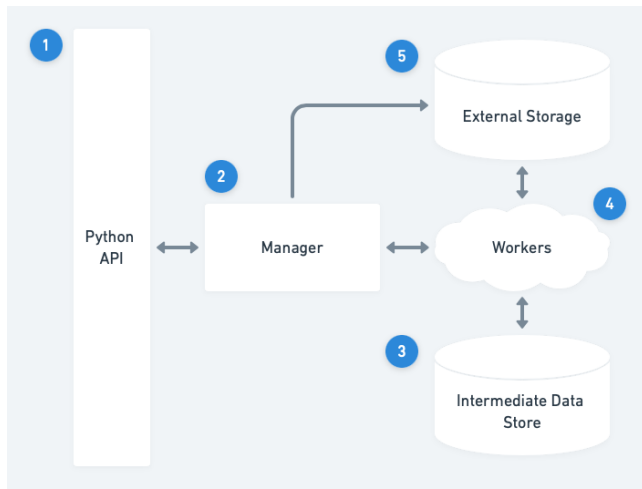 1
5
External Storage
2
4
Python
API
Manager
Workers
3
Intermediate Data
Store